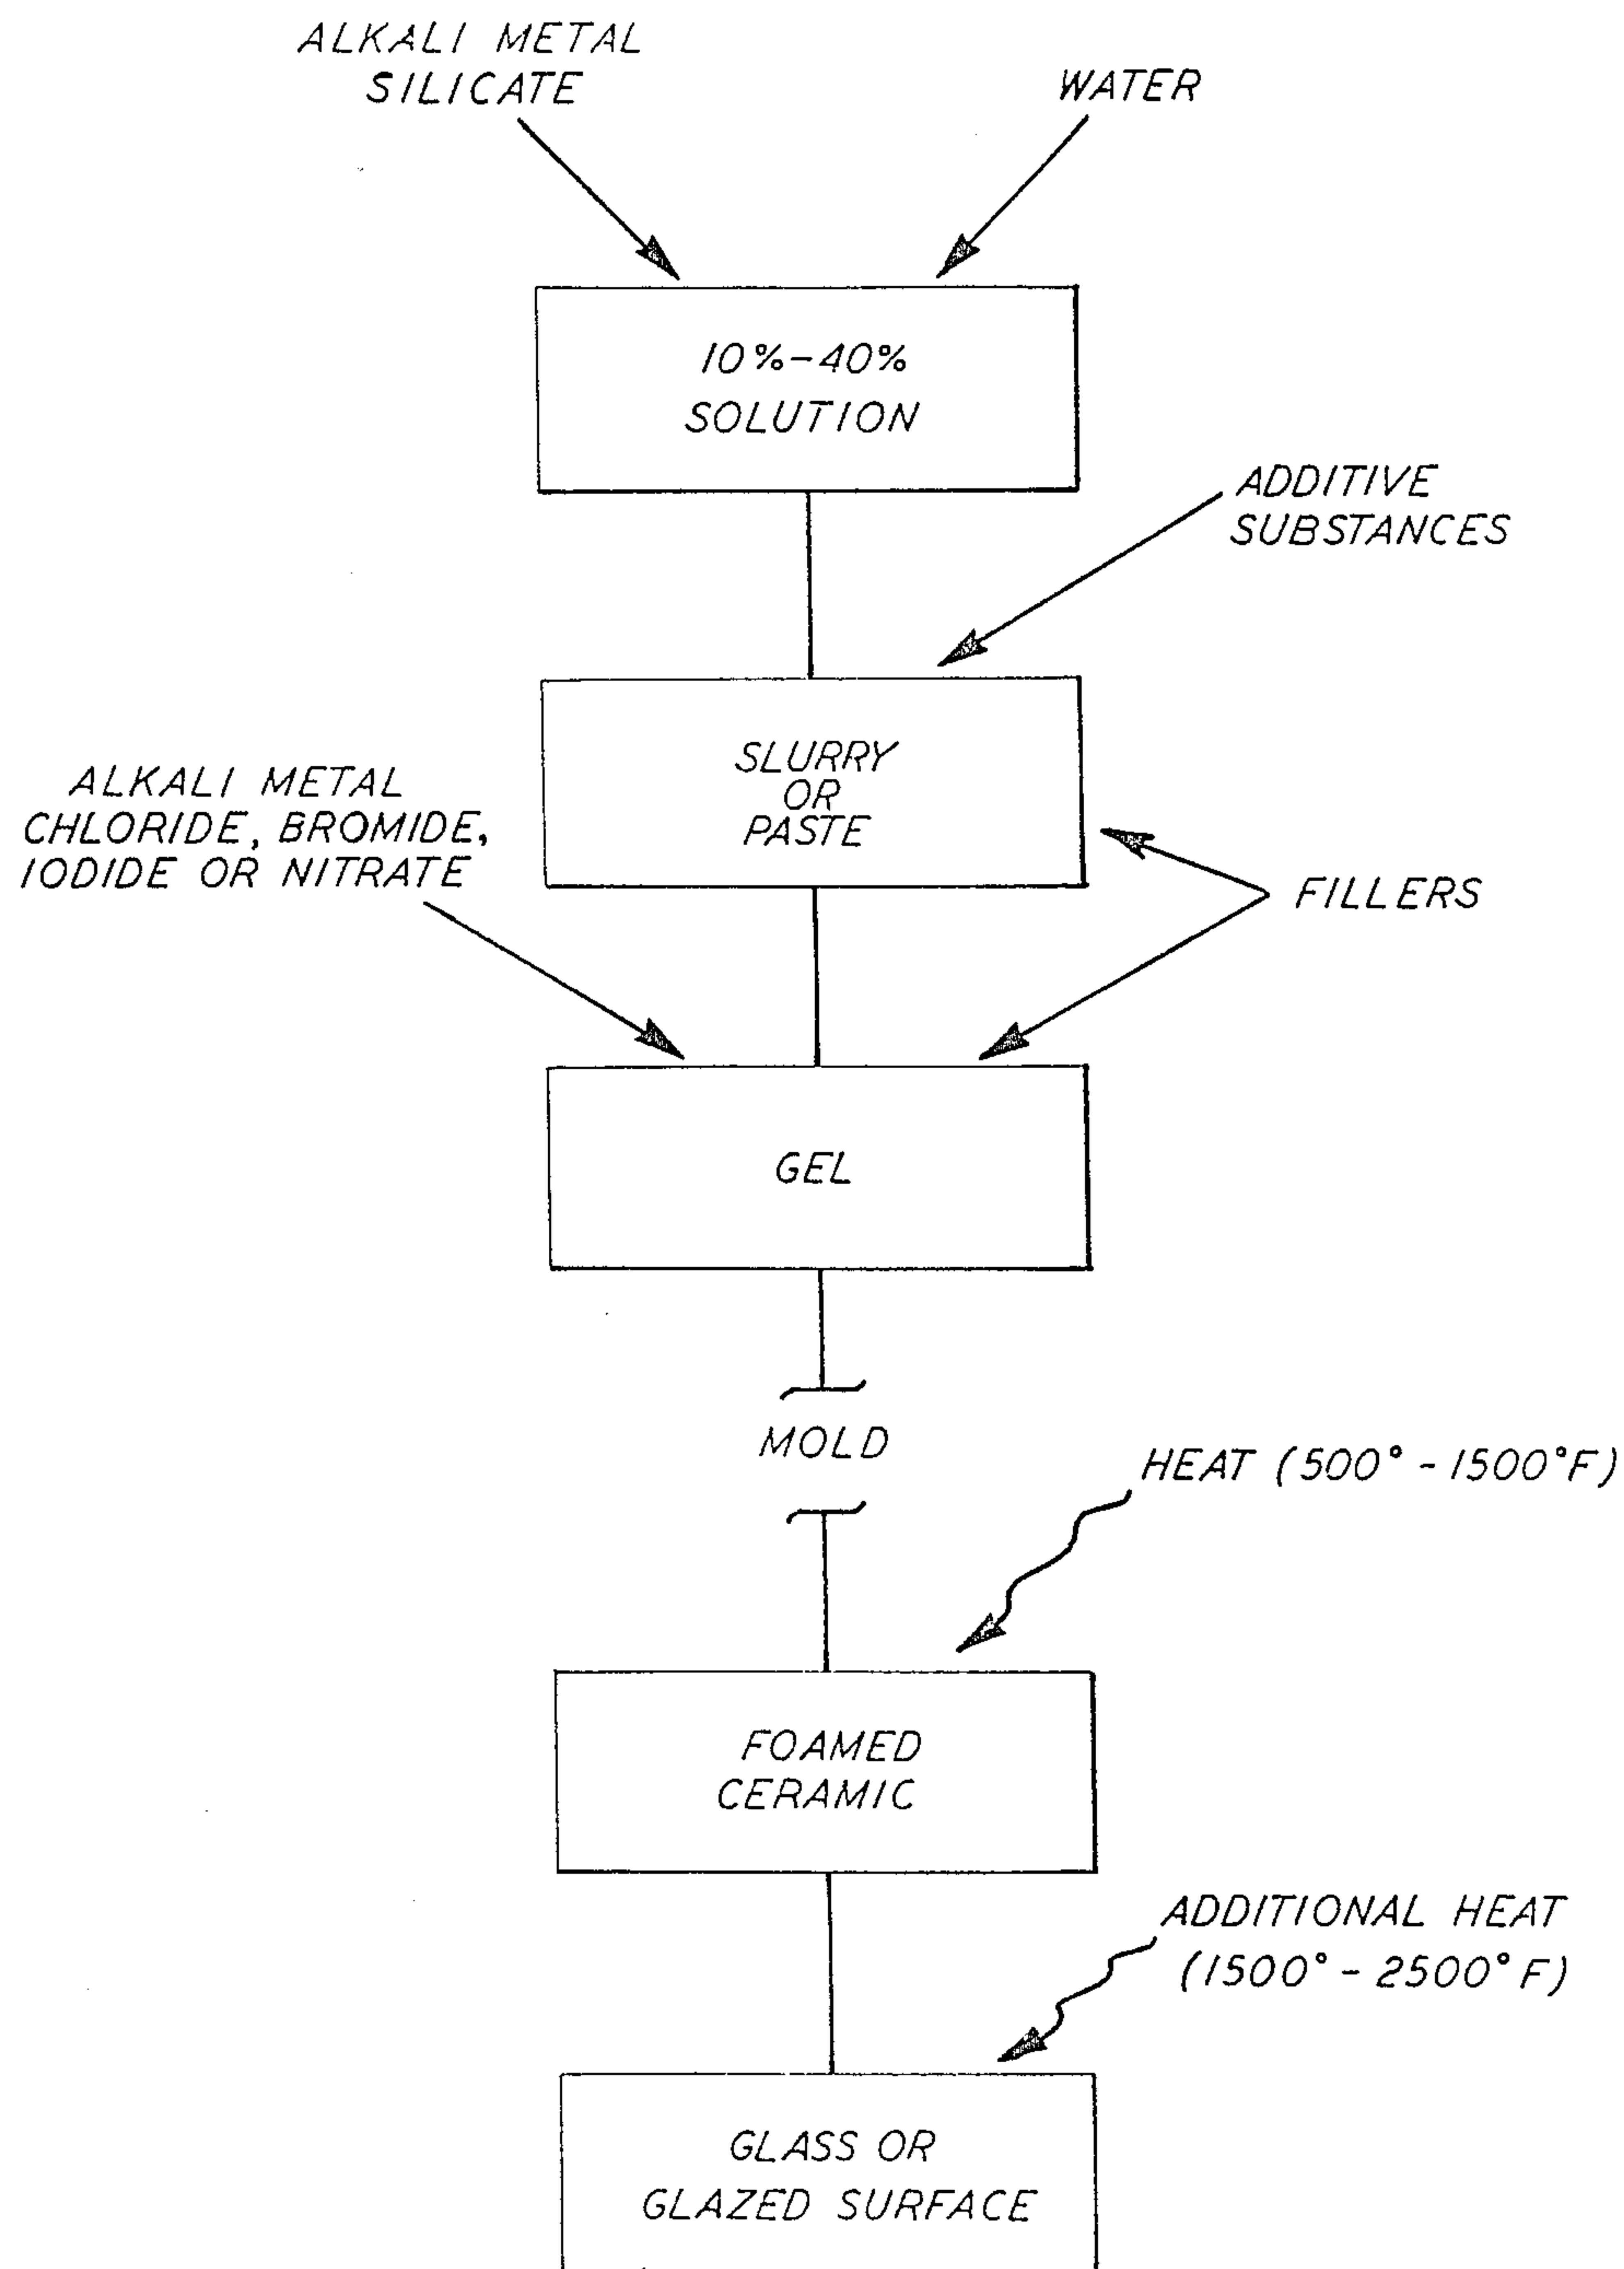 ALKALI METAL
SILICATE
WATER
10%-40%
SOLUTION
ADDITIVE
SUBSTANCES
SLURRY
OR
PASTE
ALKALI METAL
CHLORIDE, BROMIDE,
IODIDE OR NITRATE
FILLERS
GEL
MOLD
HEAT (500° - 1500°F)
FOAMED
CERAMIC
ADDITIONAL HEAT
(1500° - 2500°F)
GLASS OR
GLAZED SURFACE